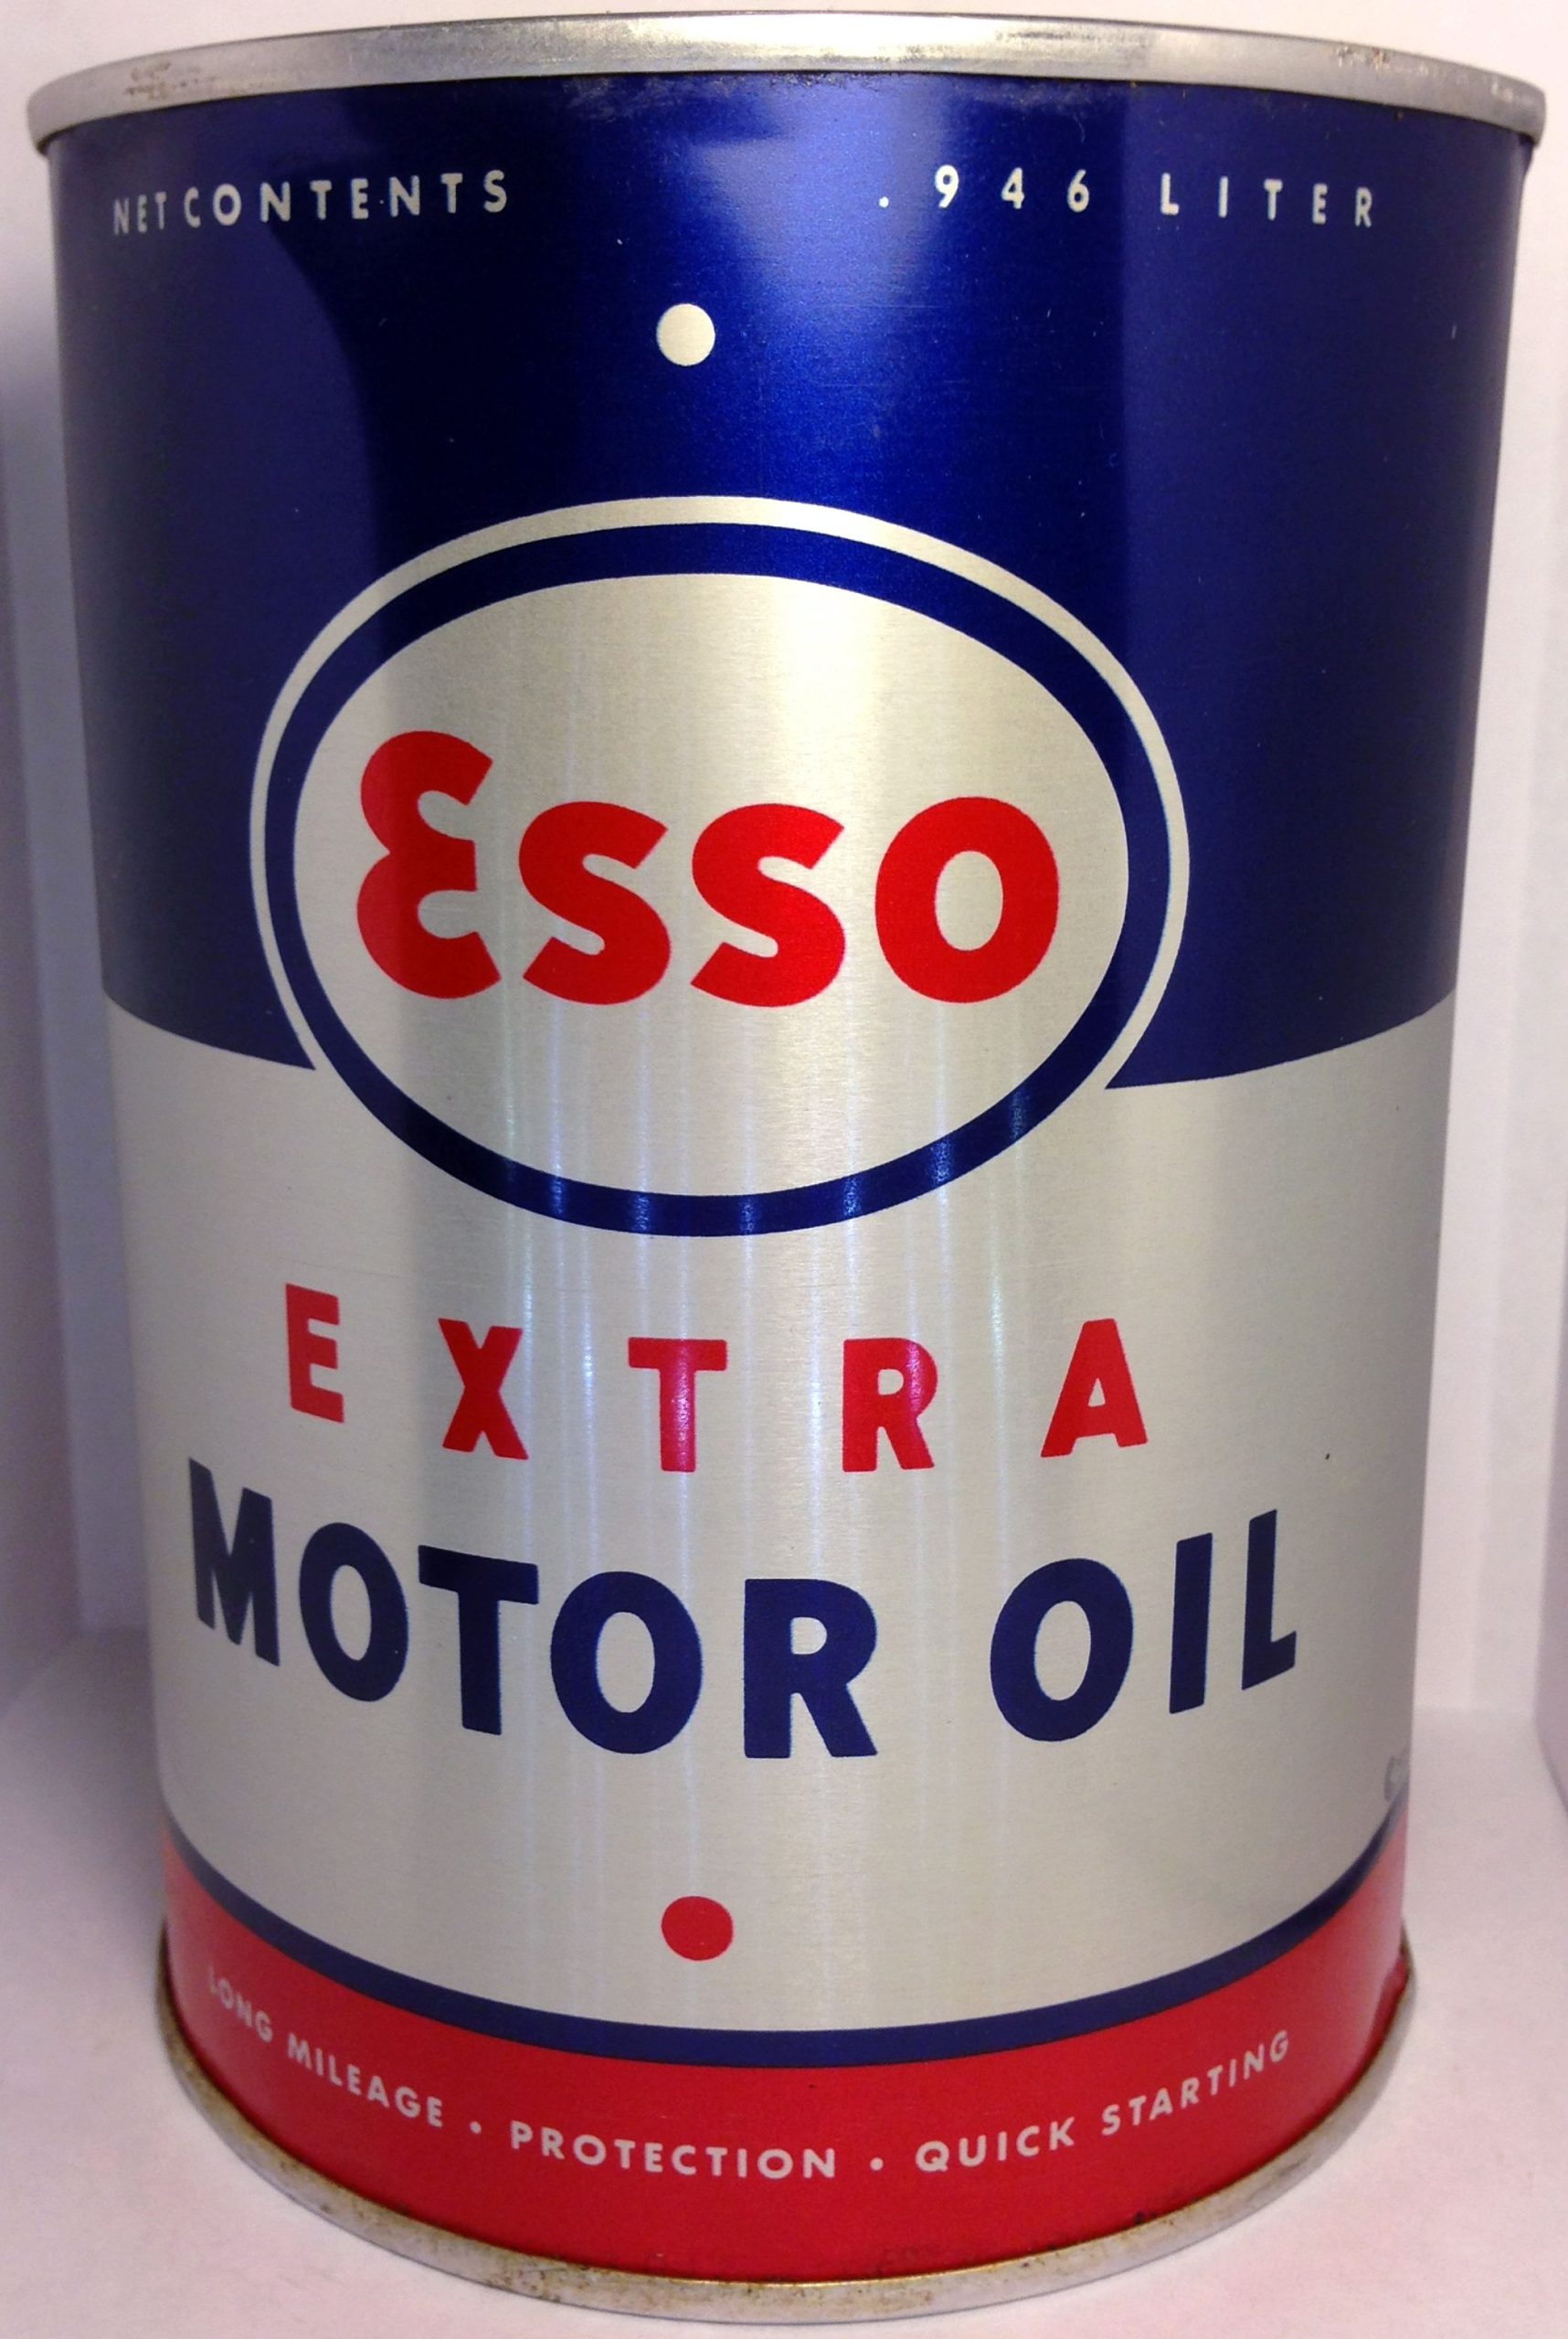 NET CONTENTS .946 LITER
Esso
EXTRA
MOTOR OIL
LONG MILEAGE • PROTECTION • QUICK STARTING